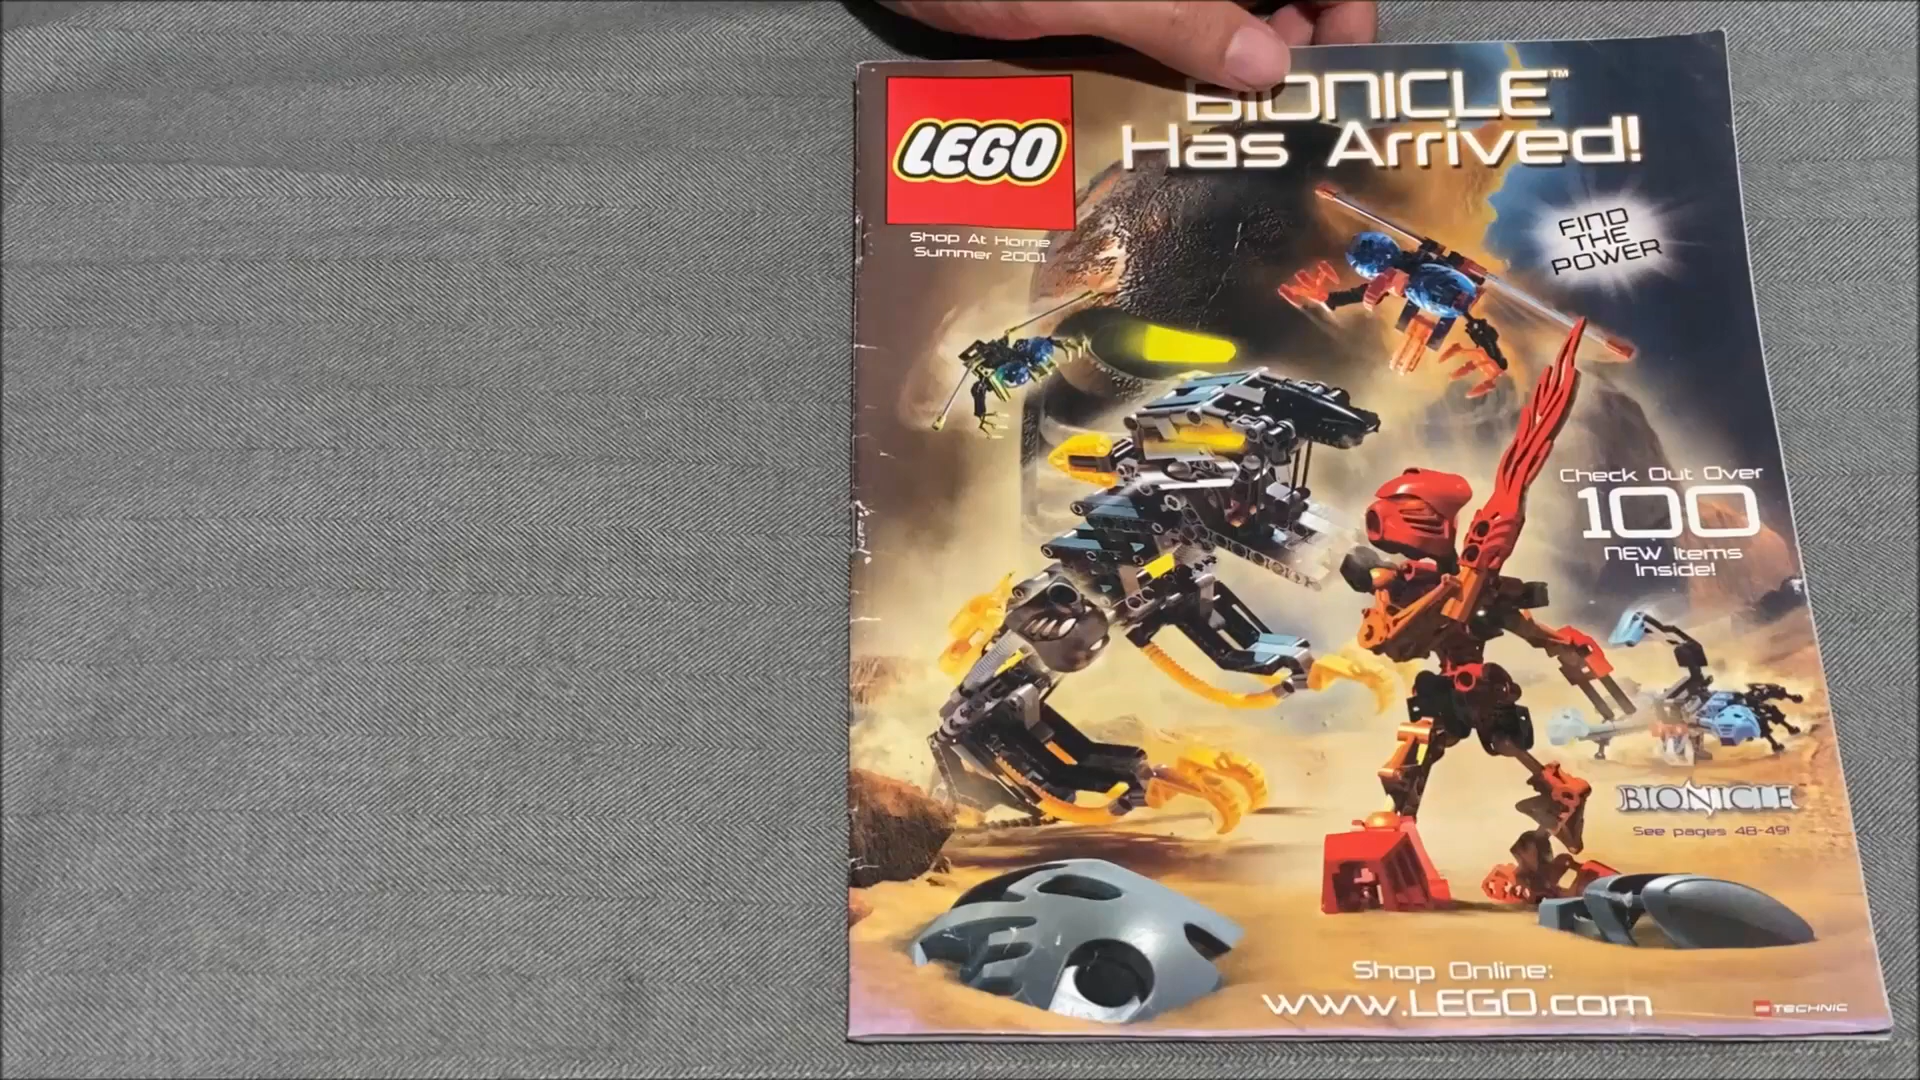 BIONICLE™
Has Arrived!
LEGO®
Shop At Home
Summer 2001
FIND
THE
POWER
Check Out Over
100
NEW Items
Inside!
BIONICLE
See pages 48-49!
Shop Online:
www.LEGO.com
TECHNIC